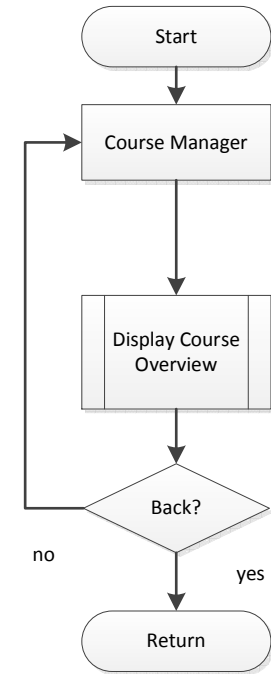 Start
Course Manager
Display Course
Overview
Back?
no
yes
Return